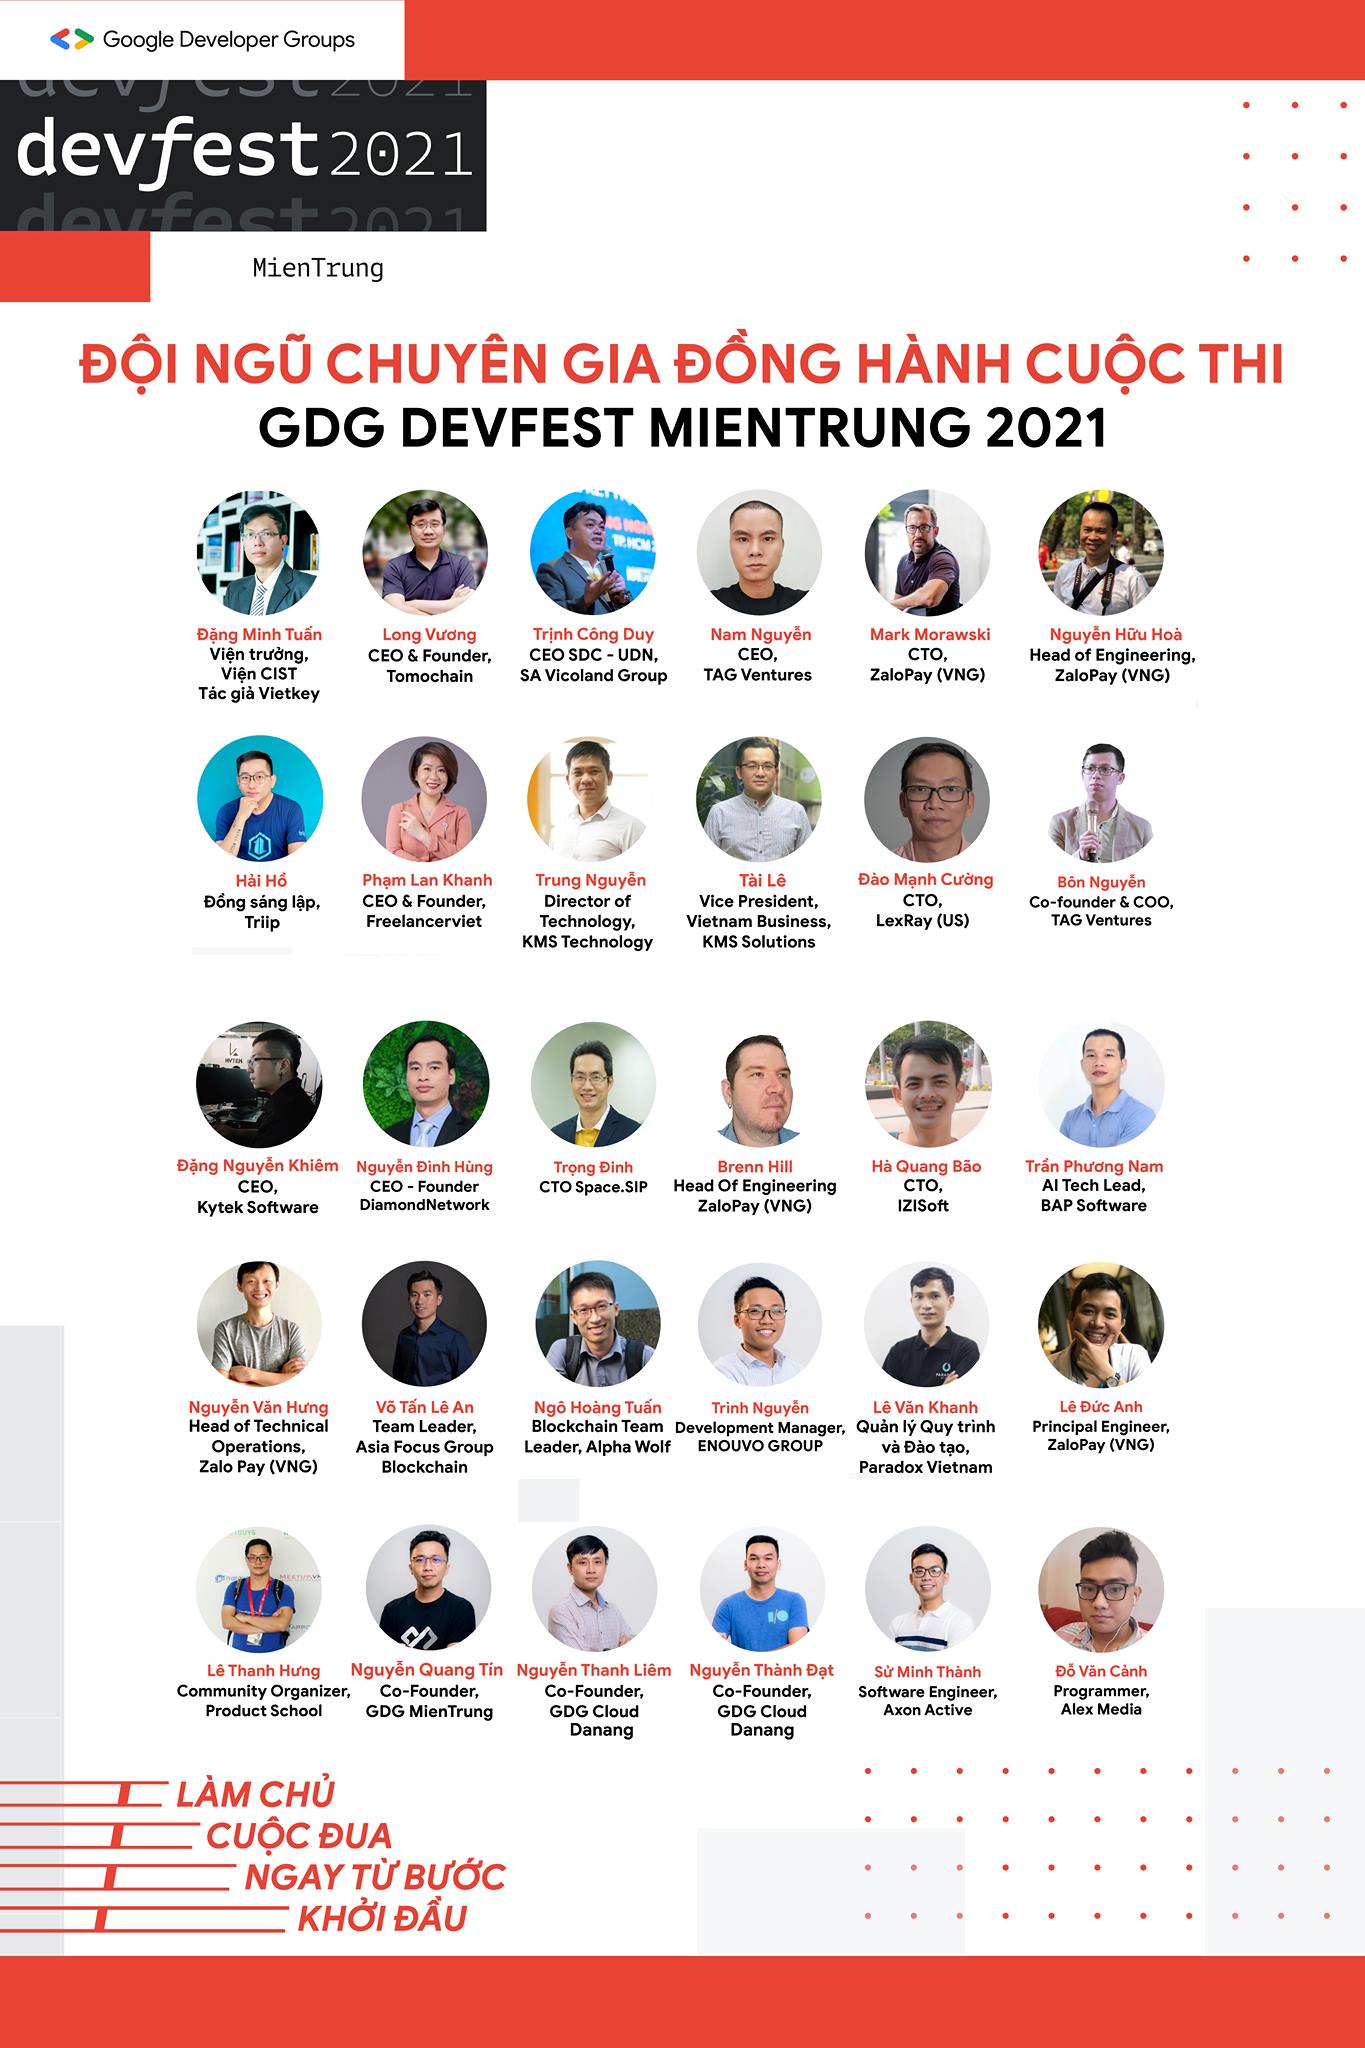 Google Developer Groups
devfest 2021
devfest 2021
devfest 2021
MienTrung
ĐỘI NGŨ CHUYÊN GIA ĐỒNG HÀNH CUỘC THI
GDG DEVFEST MIENTRUNG 2021
Đặng Minh Tuấn
Viện trưởng,
Viện CIST
Tác giả Vietkey
Long Vương
CEO & Founder,
Tomochain
Trịnh Công Duy
CEO SDC - UDN,
SA Vicoland Group
Nam Nguyễn
CEO,
TAG Ventures
Mark Morawski
CTO,
ZaloPay (VNG)
Nguyễn Hữu Hoà
Head of Engineering,
ZaloPay (VNG)
Hải Hồ
Đồng sáng lập,
Triip
Phạm Lan Khanh
CEO & Founder,
Freelancerviet
Trung Nguyễn
Director of
Technology,
KMS Technology
Tài Lê
Vice President,
Vietnam Business,
KMS Solutions
Đào Mạnh Cường
CTO,
LexRay (US)
Bôn Nguyễn
Co-founder & COO,
TAG Ventures
Đặng Nguyễn Khiêm
CEO,
Kytek Software
Nguyễn Đình Hùng
CEO - Founder
DiamondNetwork
Trọng Đinh
CTO Space.SIP
Brenn Hill
Head Of Engineering
ZaloPay (VNG)
Hà Quang Bão
CTO,
IZISoft
Trần Phương Nam
AI Tech Lead,
BAP Software
Nguyễn Văn Hưng
Head of Technical
Operations,
Zalo Pay (VNG)
Võ Tấn Lê An
Team Leader,
Asia Focus Group
Blockchain
Ngô Hoàng Tuấn
Blockchain Team
Leader, Alpha Wolf
Trình Nguyễn
Development Manager,
ENOUVO GROUP
Lê Văn Khanh
Quản lý Quy trình
và Đào tạo,
Paradox Vietnam
Lê Đức Anh
Principal Engineer,
ZaloPay (VNG)
Lê Thanh Hưng
Community Organizer,
Product School
Nguyễn Quang Tín
Co-Founder,
GDG MienTrung
Nguyễn Thanh Liêm
Co-Founder,
GDG Cloud
Danang
Nguyễn Thành Đạt
Co-Founder,
GDG Cloud
Danang
Sử Minh Thành
Software Engineer,
Axon Active
Đỗ Văn Cảnh
Programmer,
Alex Media
LÀM CHỦ
CUỘC ĐUA
NGAY TỪ BƯỚC
KHỞI ĐẦU